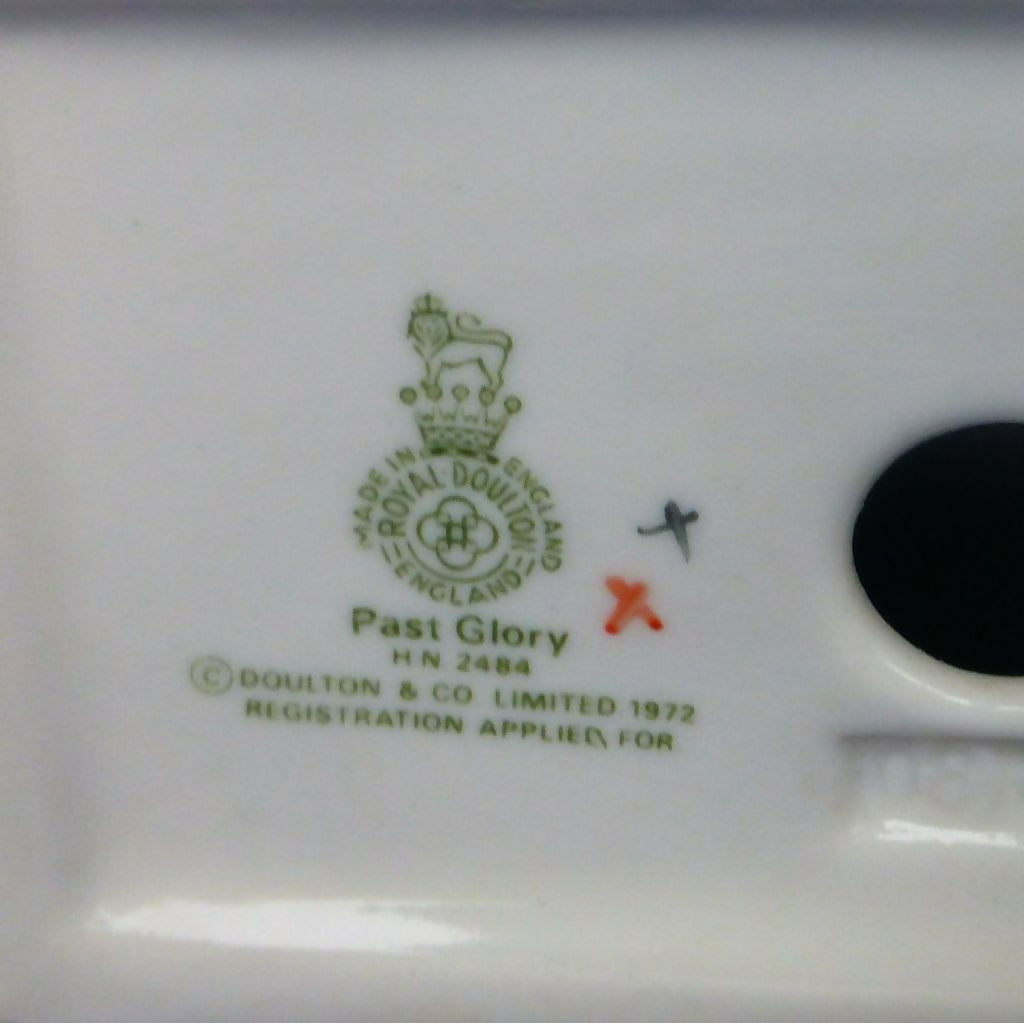 MADE IN ENGLAND
ROYAL DOULTON
ENGLAND
Past Glory
H N 2484
© DOULTON & CO LIMITED 1972
REGISTRATION APPLIED FOR